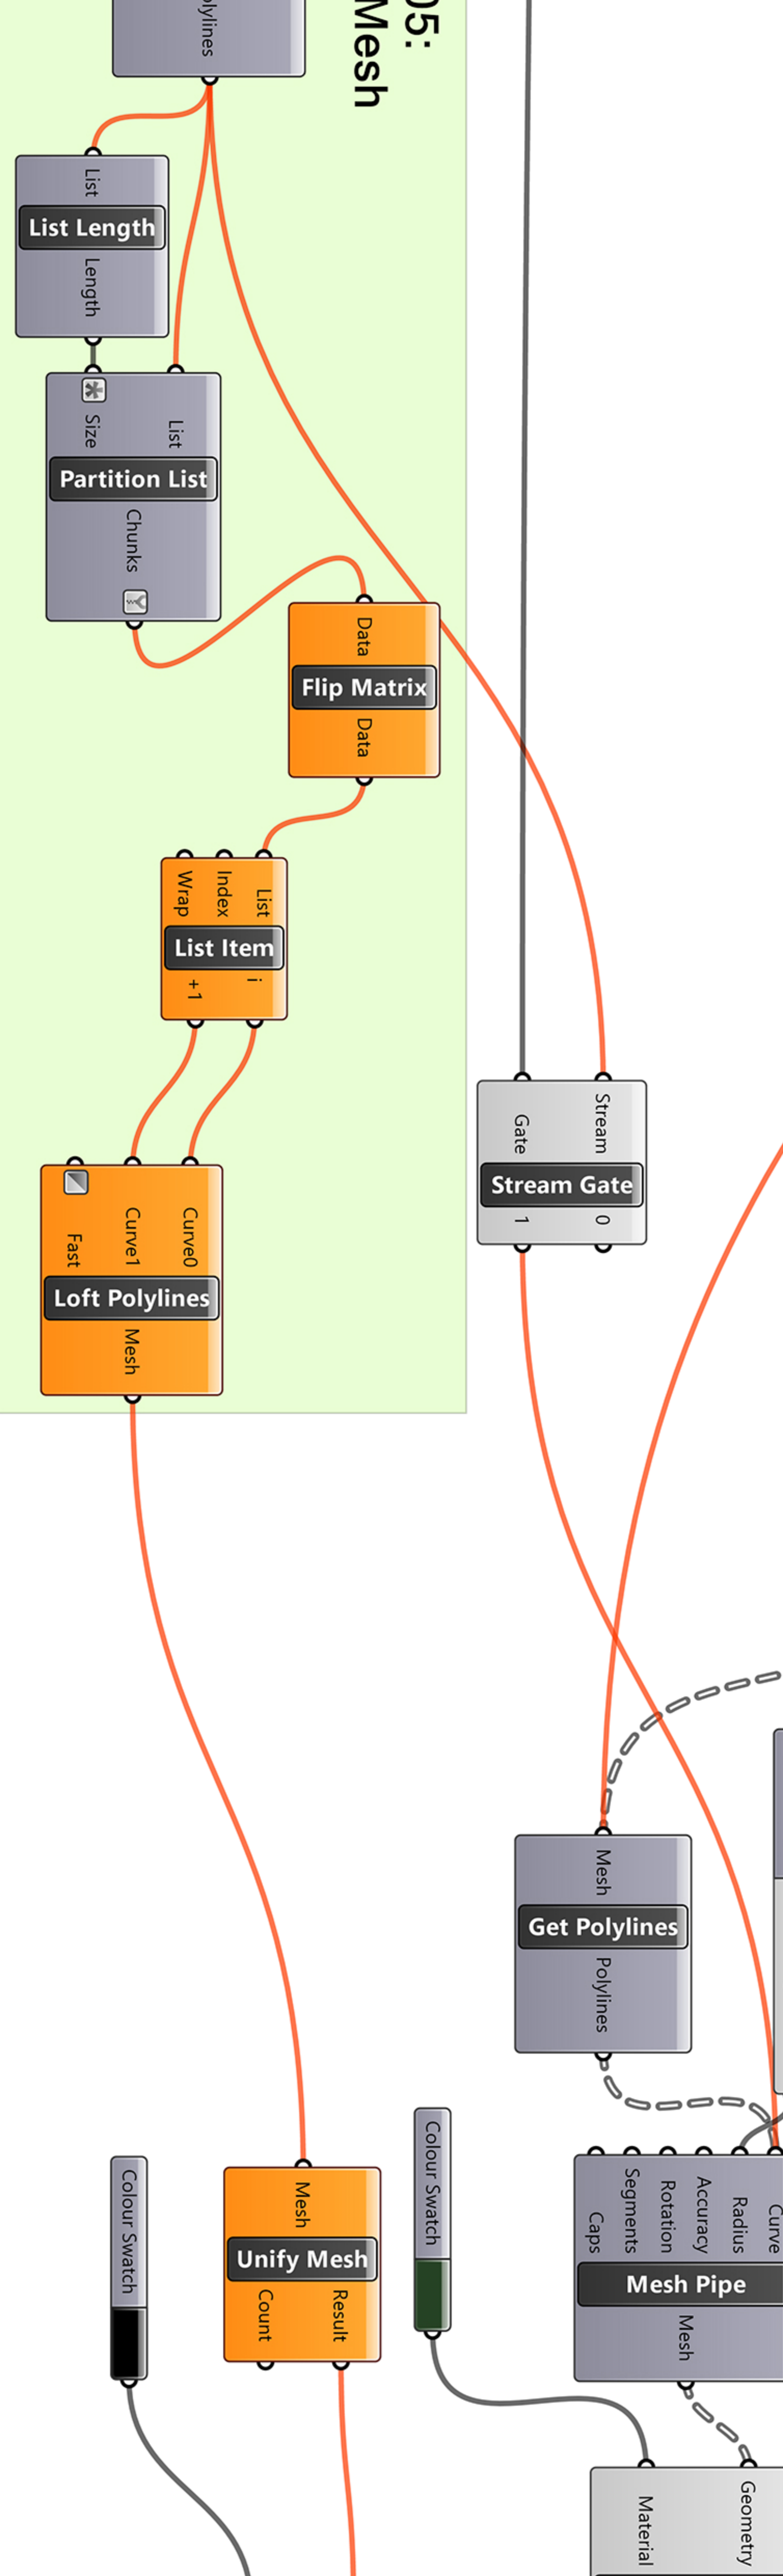 05:
Mesh
List
List Length
Length
List
Size
Partition List
Chunks
Data
Flip Matrix
Data
List
Index
Wrap
List Item
i
+1
Stream
Gate
Stream Gate
0
1
Curve0
Curve1
Fast
Loft Polylines
Mesh
Mesh
Get Polylines
Polylines
Colour Swatch
Colour Swatch
Mesh
Unify Mesh
Result
Count
Curve
Radius
Accuracy
Rotation
Segments
Caps
Mesh Pipe
Mesh
Geometry
Material